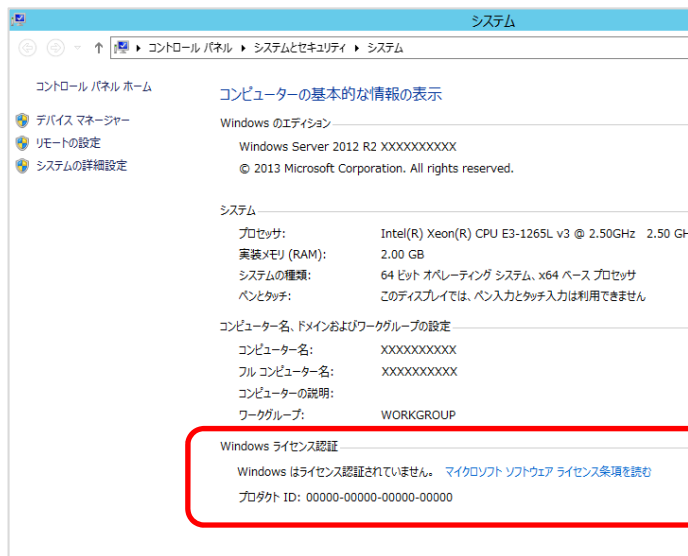 システム
コントロール パネル ▸ システムとセキュリティ ▸ システム
コントロール パネル ホーム
デバイス マネージャー
リモートの設定
システムの詳細設定
コンピューターの基本的な情報の表示
Windows のエディション
Windows Server 2012 R2 XXXXXXXXXX
© 2013 Microsoft Corporation. All rights reserved.
システム
プロセッサ: Intel(R) Xeon(R) CPU E3-1265L v3 @ 2.50GHz 2.50 GH
実装メモリ (RAM): 2.00 GB
システムの種類: 64 ビット オペレーティング システム、x64 ベース プロセッサ
ペンとタッチ: このディスプレイでは、ペン入力とタッチ入力は利用できません
コンピューター名、ドメインおよびワークグループの設定
コンピューター名: XXXXXXXXXX
フル コンピューター名: XXXXXXXXXX
コンピューターの説明:
ワークグループ: WORKGROUP
Windows ライセンス認証
Windows はライセンス認証されていません。 マイクロソフト ソフトウェア ライセンス条項を読む
プロダクト ID: 00000-00000-00000-00000